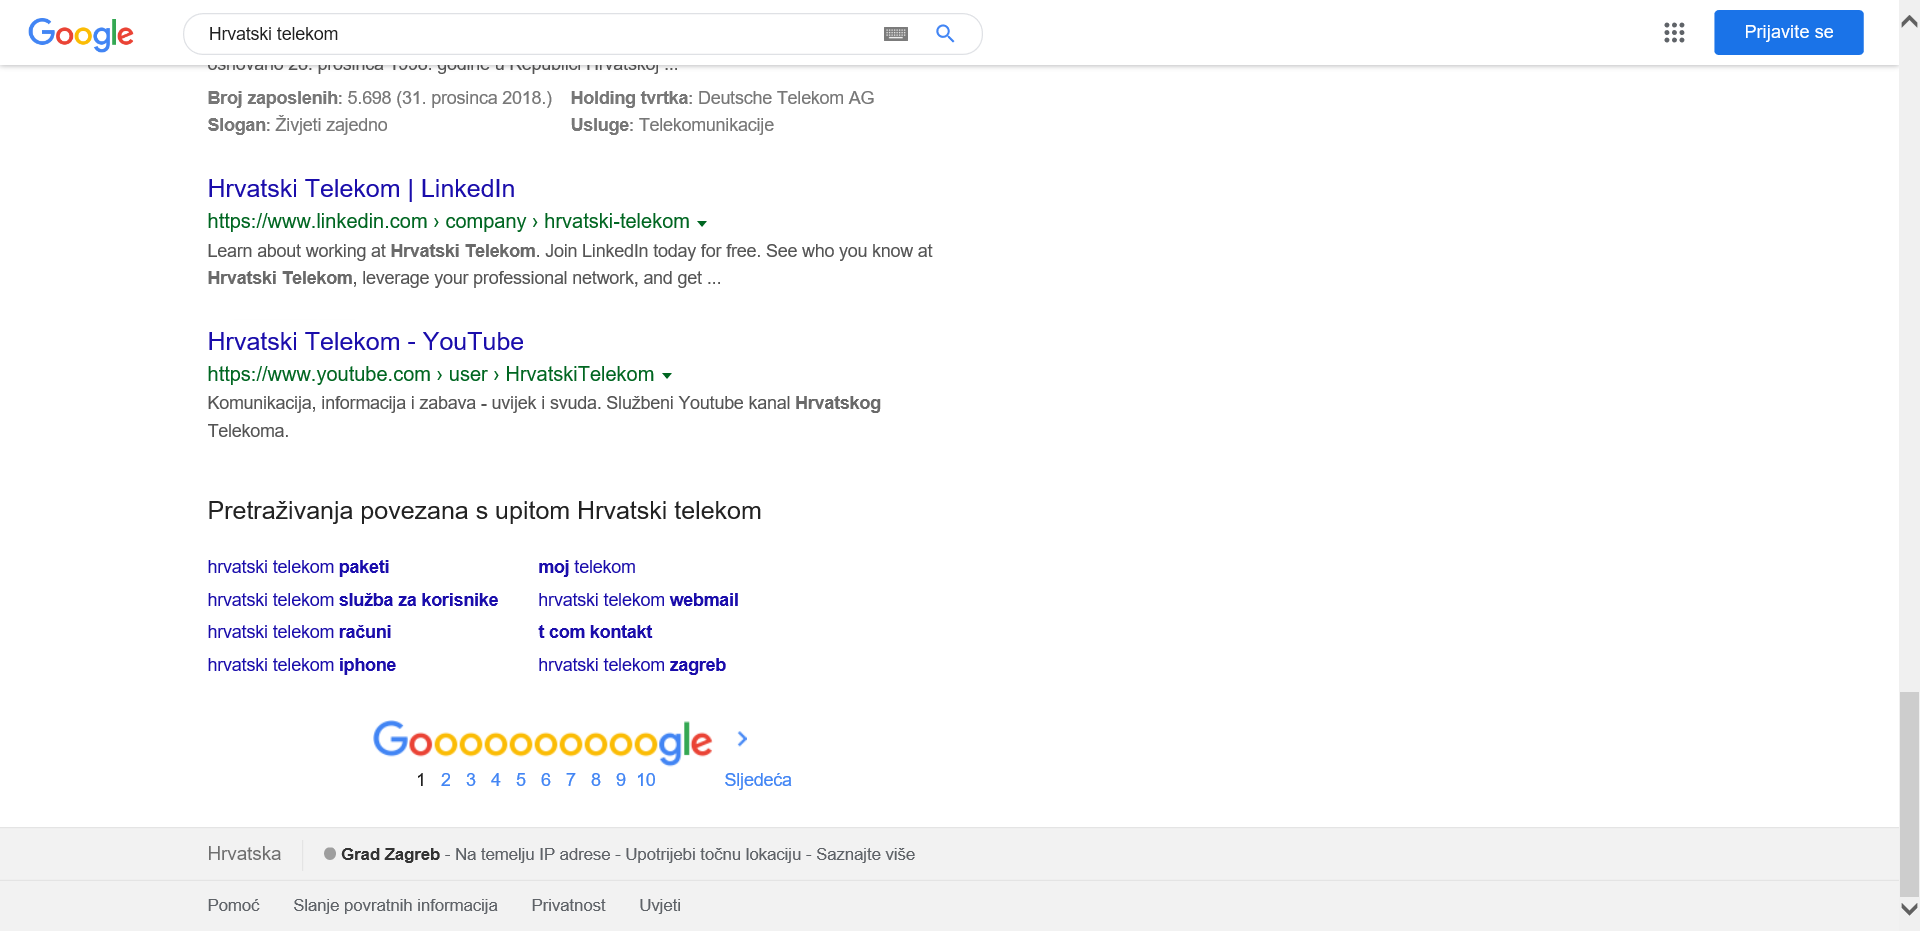 Google
Hrvatski telekom
Prijavite se
osnovano 28. prosinca 1998. godine u Republici Hrvatskoj ...
Broj zaposlenih: 5.698 (31. prosinca 2018.) Holding tvrtka: Deutsche Telekom AG
Slogan: Živjeti zajedno Usluge: Telekomunikacije
Hrvatski Telekom | LinkedIn
https://www.linkedin.com › company › hrvatski-telekom
Learn about working at Hrvatski Telekom. Join LinkedIn today for free. See who you know at
Hrvatski Telekom, leverage your professional network, and get ...
Hrvatski Telekom - YouTube
https://www.youtube.com › user › HrvatskiTelekom
Komunikacija, informacija i zabava - uvijek i svuda. Službeni Youtube kanal Hrvatskog
Telekoma.
Pretraživanja povezana s upitom Hrvatski telekom
hrvatski telekom paketi moj telekom
hrvatski telekom služba za korisnike hrvatski telekom webmail
hrvatski telekom računi t com kontakt
hrvatski telekom iphone hrvatski telekom zagreb
Goooooooooogle
1 2 3 4 5 6 7 8 9 10 Sljedeća
Hrvatska Grad Zagreb - Na temelju IP adrese - Upotrijebi točnu lokaciju - Saznajte više
Pomoć Slanje povratnih informacija Privatnost Uvjeti